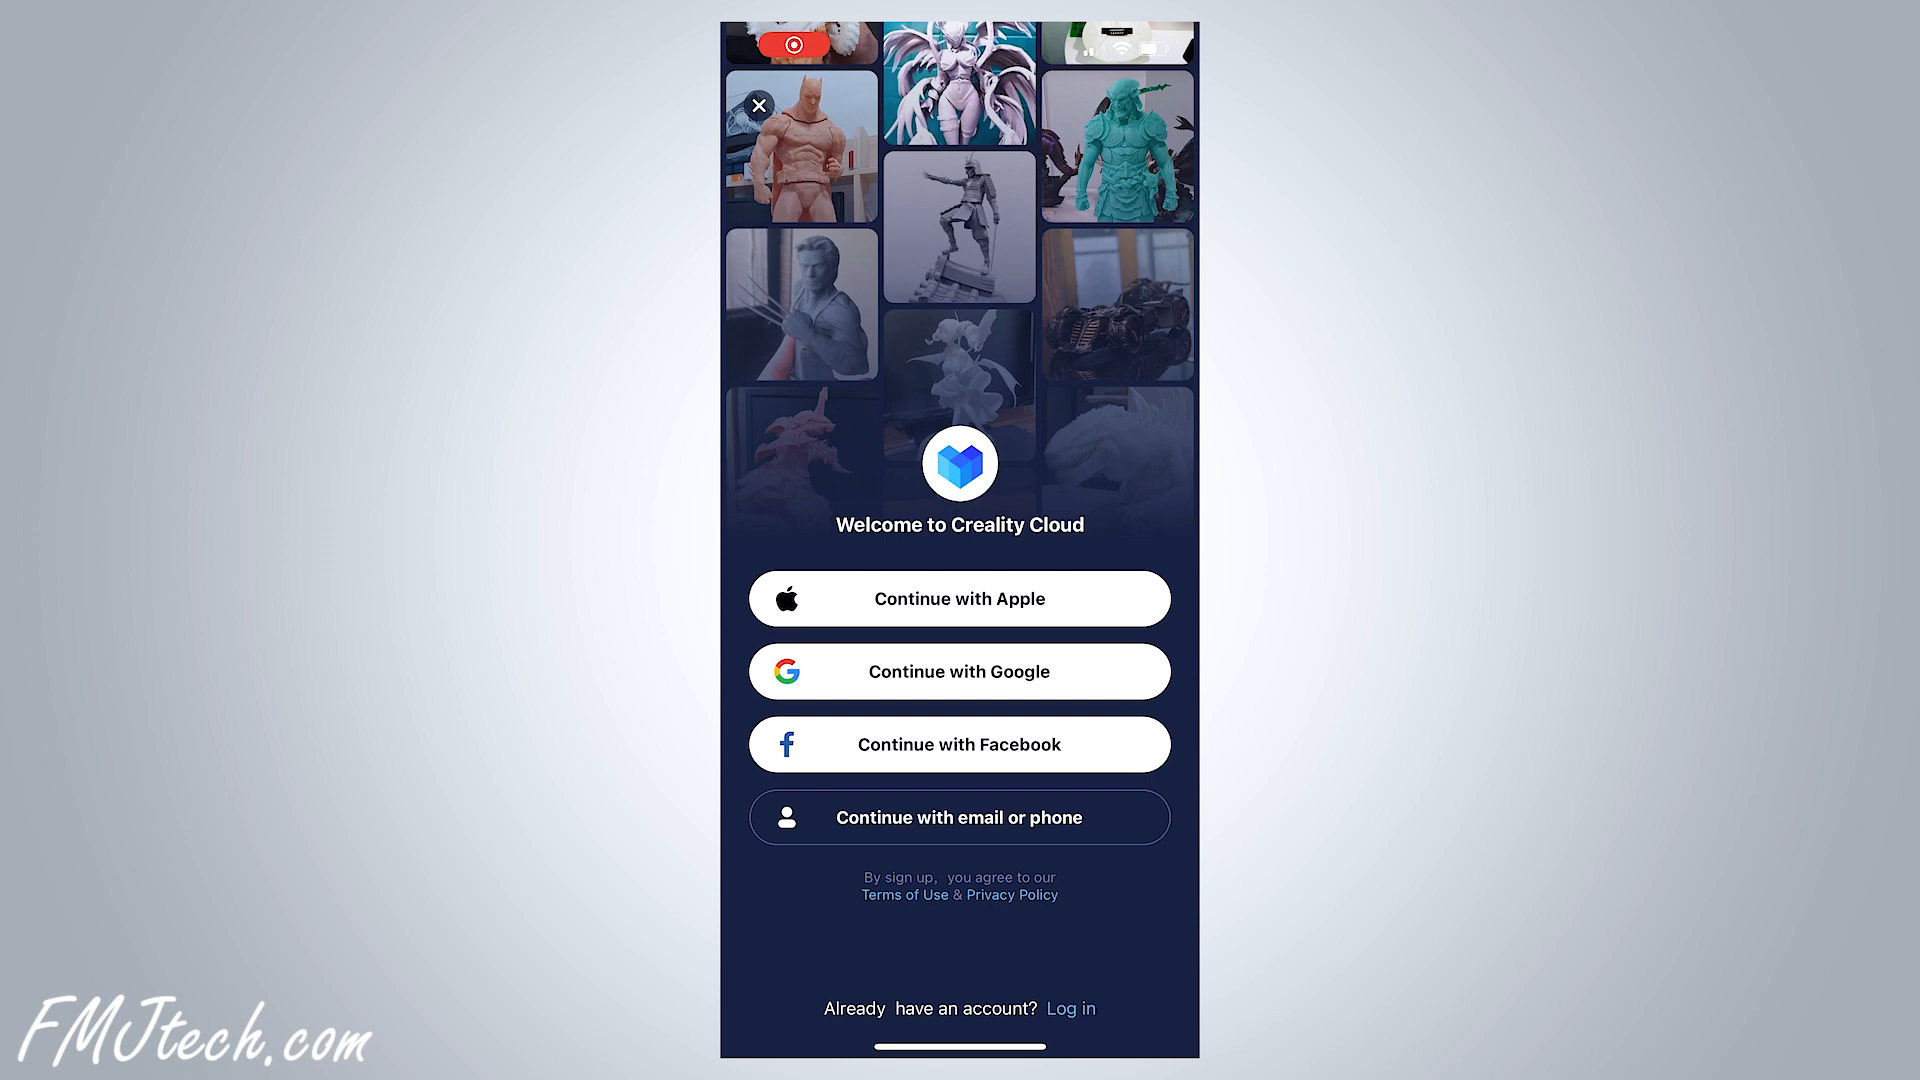 Welcome to Creality Cloud
Continue with Apple
Continue with Google
Continue with Facebook
Continue with email or phone
By sign up, you agree to our
Terms of Use & Privacy Policy
Already have an account? Log in
FMJtech.com